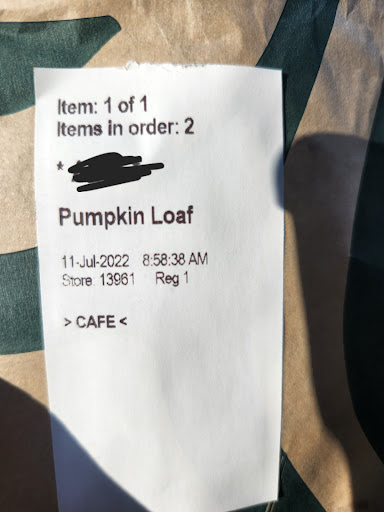 Item: 1 of 1
Items in order: 2
*
Pumpkin Loaf
11-Jul-2022 8:58:38 AM
Store: 13961 Reg 1
> CAFE <